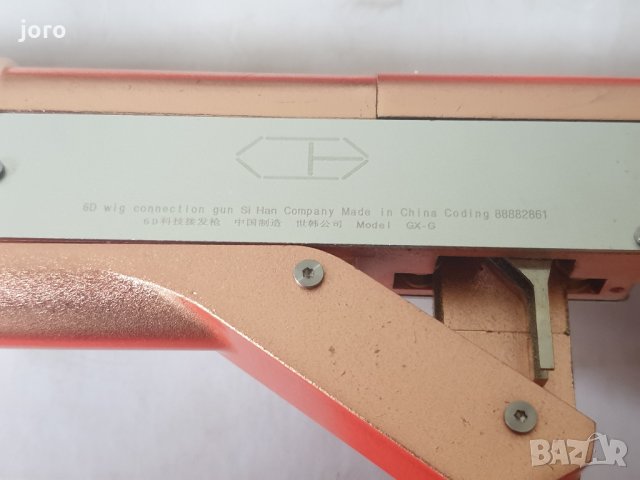 joro
6D wig connection gun Si Han Company Made in China Coding 88882861
6D科技接发枪 中国制造 世韩公司 Model GX-G
BAZAR